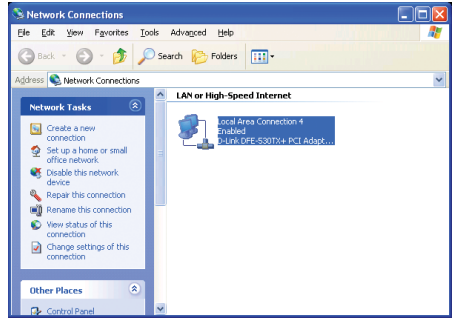 Network Connections
File Edit View Favorites Tools Advanced Help
Back Search Folders
Address Network Connections
Network Tasks
Create a new
connection
Set up a home or small
office network
Disable this network
device
Repair this connection
Rename this connection
View status of this
connection
Change settings of this
connection
Other Places
Control Panel
LAN or High-Speed Internet
Local Area Connection 4
Enabled
D-Link DFE-530TX+ PCI Adapt...